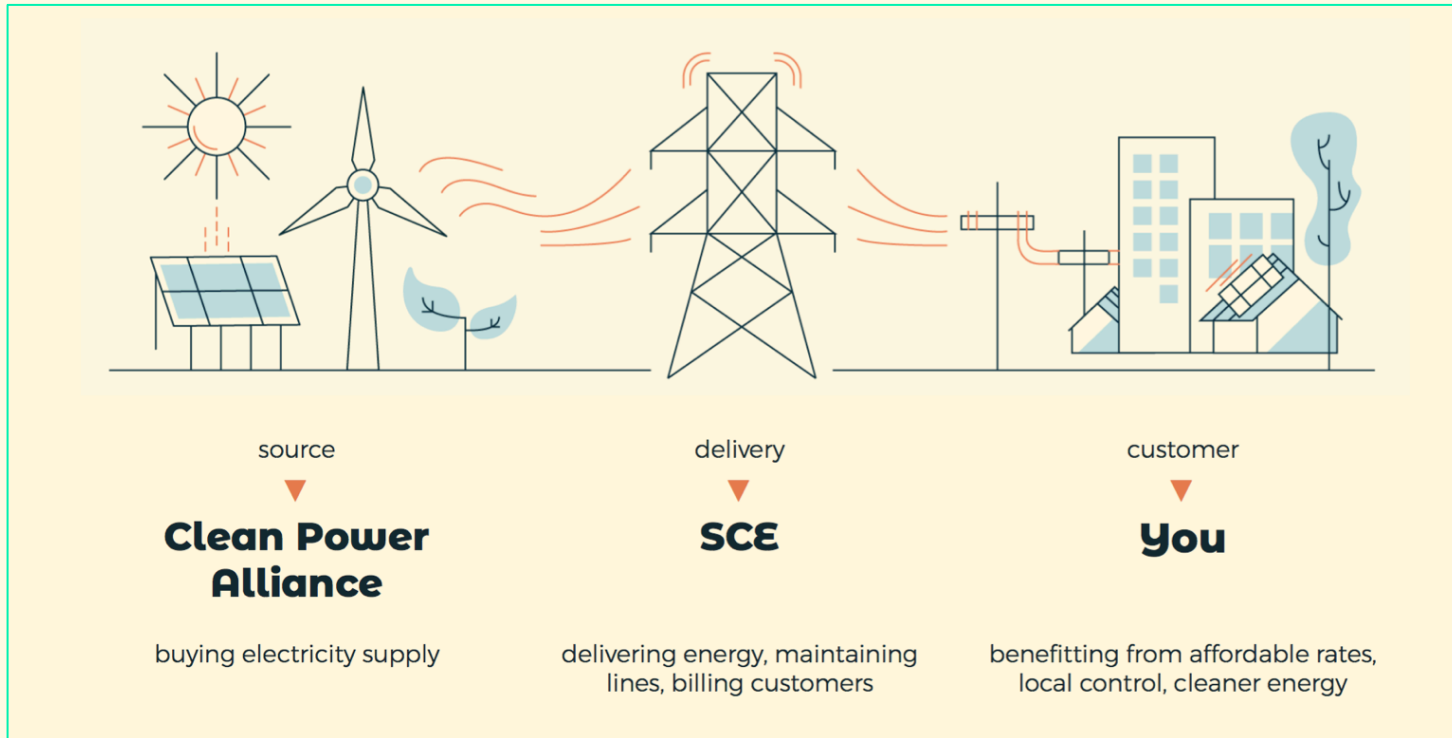 source
Clean Power
Alliance
buying electricity supply
delivery
SCE
delivering energy, maintaining
lines, billing customers
customer
You
benefitting from affordable rates,
local control, cleaner energy